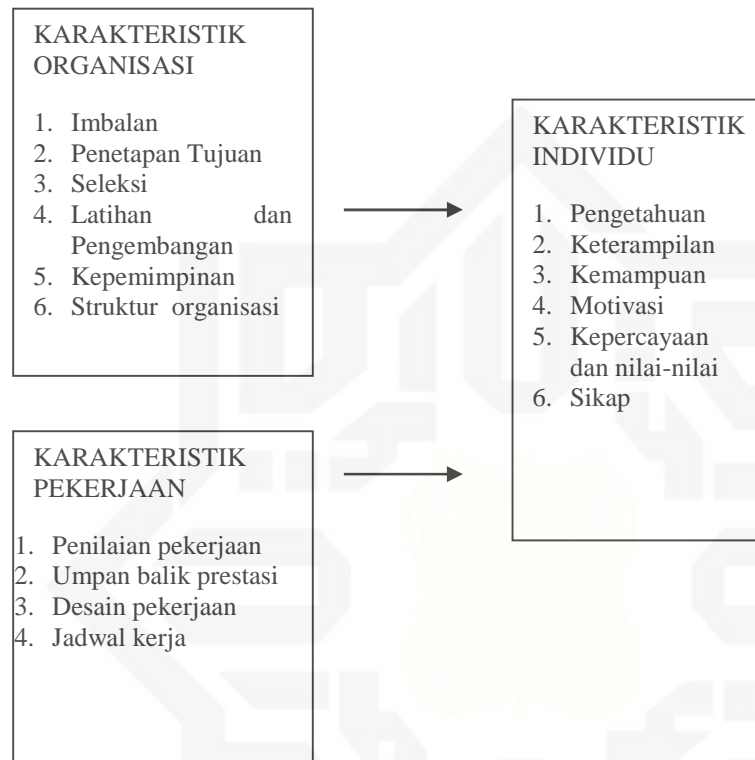 KARAKTERISTIK
ORGANISASI
1. Imbalan
2. Penetapan Tujuan
3. Seleksi
4. Latihan dan
Pengembangan
5. Kepemimpinan
6. Struktur organisasi
KARAKTERISTIK
PEKERJAAN
1. Penilaian pekerjaan
2. Umpan balik prestasi
3. Desain pekerjaan
4. Jadwal kerja
KARAKTERISTIK
INDIVIDU
1. Pengetahuan
2. Keterampilan
3. Kemampuan
4. Motivasi
5. Kepercayaan
dan nilai-nilai
6. Sikap